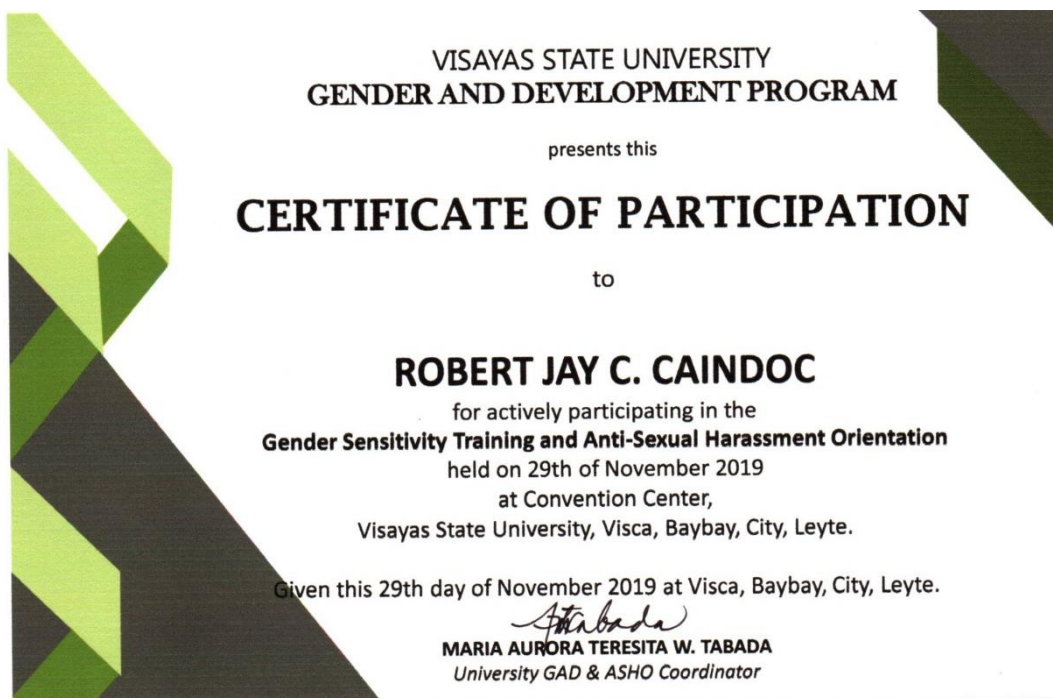 VISAYAS STATE UNIVERSITY
GENDER AND DEVELOPMENT PROGRAM
presents this
CERTIFICATE OF PARTICIPATION
to
ROBERT JAY C. CAINDOC
for actively participating in the
Gender Sensitivity Training and Anti-Sexual Harassment Orientation
held on 29th of November 2019
at Convention Center,
Visayas State University, Visca, Baybay, City, Leyte.
Given this 29th day of November 2019 at Visca, Baybay, City, Leyte.
MARIA AURORA TERESITA W. TABADA
University GAD & ASHO Coordinator